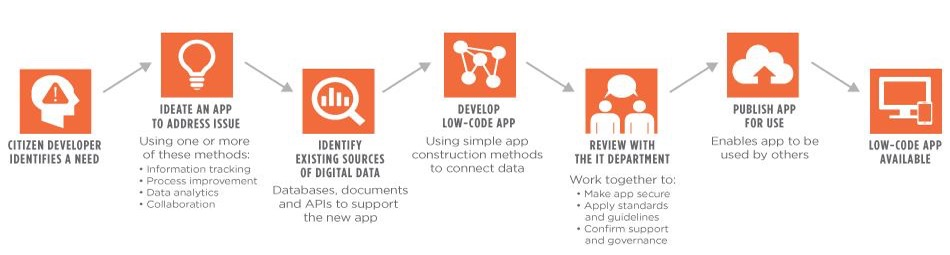 CITIZEN DEVELOPER
IDENTIFIES A NEED
IDEATE AN APP
TO ADDRESS ISSUE
Using one or more
of these methods:
• Information tracking
• Process improvement
• Data analytics
• Collaboration
IDENTIFY
EXISTING SOURCES
OF DIGITAL DATA
Databases, documents
and APIs to support
the new app
DEVELOP
LOW-CODE APP
Using simple app
construction methods
to connect data
REVIEW WITH
THE IT DEPARTMENT
Work together to:
• Make app secure
• Apply standards
and guidelines
• Confirm support
and governance
PUBLISH APP
FOR USE
Enables app to be
used by others
LOW-CODE APP
AVAILABLE